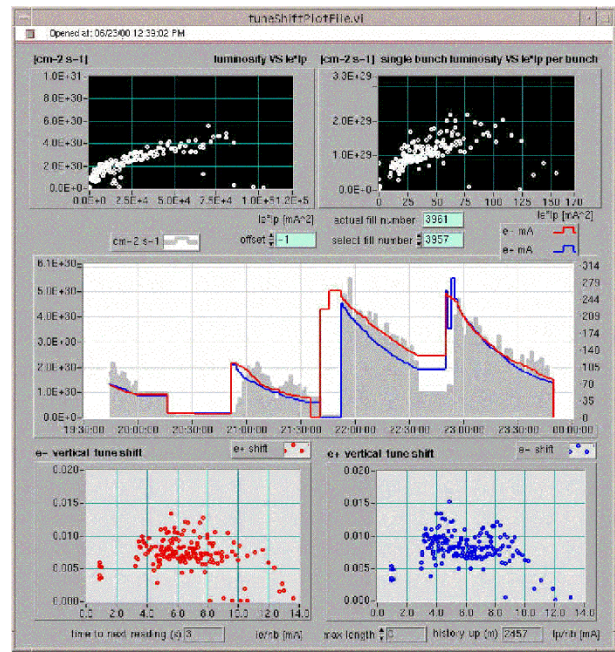 tuneShiftPlotFile.vi
Opened at: 06/23/00 12:39:02 PM
[cm-2 s-1] luminosity VS Ie*Ip
1.0E+31
8.0E+30
6.0E+30
4.0E+30
2.0E+30
0.0E+0
0.0E+0 2E+4 4E+4 6E+4 8E+4 1.0E+51.2E+5
Ie*Ip [mA^2]
[cm-2 s-1] single bunch luminosity VS Ie*Ip per bunch
3.3E+29
2.0E+29
1.0E+29
0.0E+0
0 25 50 75 100 125 150 170
Ie*Ip [mA^2]
cm-2 s-1
offset -1
actual fill number 3961
select fill number 3957
e- mA
e+ mA
6.1E+30
5.0E+30
4.0E+30
3.0E+30
2.0E+30
1.0E+30
0.0E+0
314
279
244
209
174
140
105
70
35
0
19:30:00 20:00:00 20:30:00 21:00:00 21:30:00 22:00:00 22:30:00 23:00:00 23:30:00 00:00:00
e- vertical tune shift
e+ shift
0.020
0.015
0.010
0.005
0.000
0.0 2.0 4.0 6.0 8.0 10.0 12.0 14.0
time to next reading (s) 3
Ie/nb [mA]
e+ vertical tune shift
e- shift
0.020
0.015
0.010
0.005
0.000
0.0 2.0 4.0 6.0 8.0 10.0 12.0 14.0
max length 0
history up (m) 2457
Ip/nb [mA]